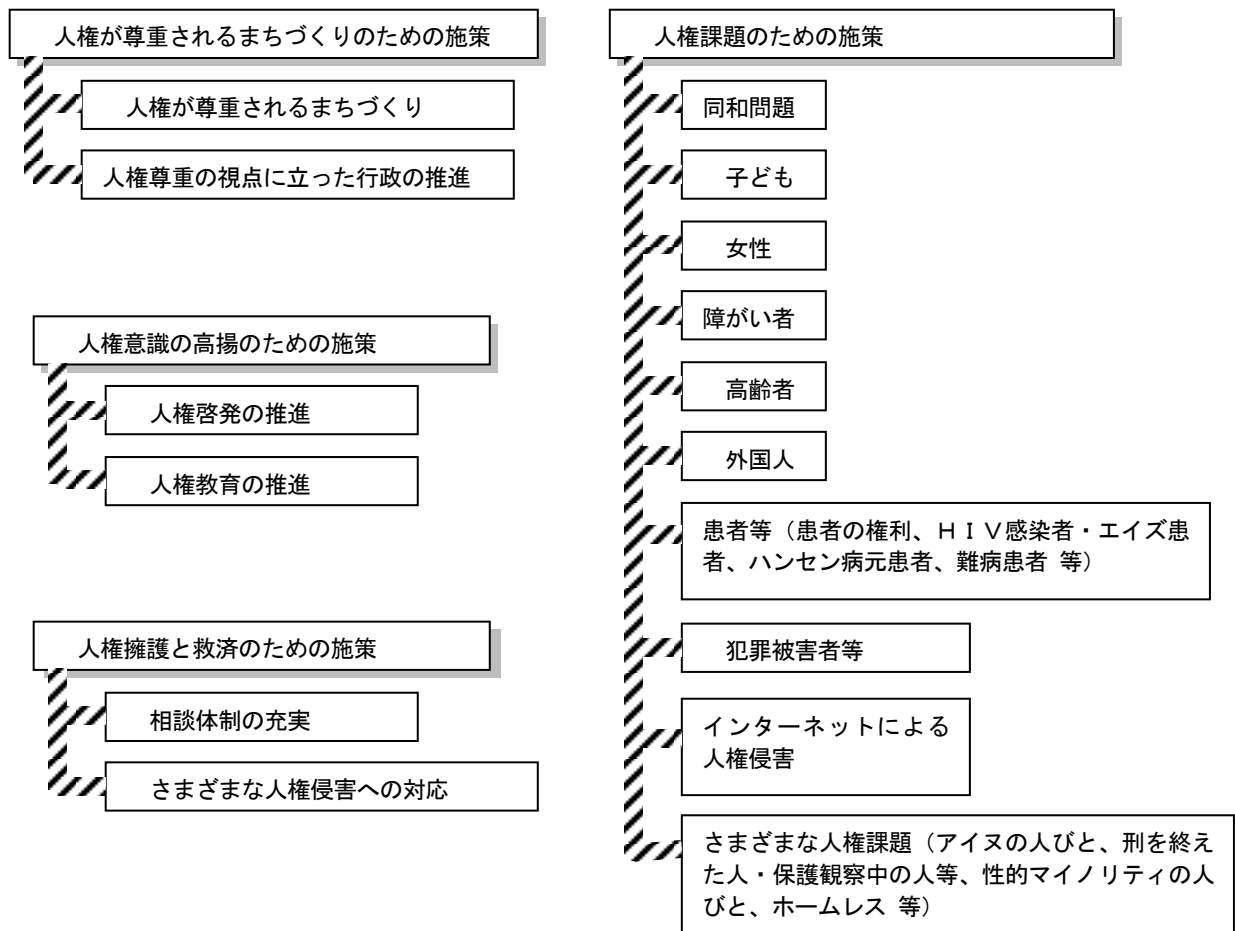 人権が尊重されるまちづくりのための施策
人権が尊重されるまちづくり
人権尊重の視点に立った行政の推進
人権意識の高揚のための施策
人権啓発の推進
人権教育の推進
人権擁護と救済のための施策
相談体制の充実
さまざまな人権侵害への対応
人権課題のための施策
同和問題
子ども
女性
障がい者
高齢者
外国人
患者等（患者の権利、ＨＩＶ感染者・エイズ患
者、ハンセン病元患者、難病患者 等）
犯罪被害者等
インターネットによる
人権侵害
さまざまな人権課題（アイヌの人びと、刑を終え
た人・保護観察中の人等、性的マイノリティの人
びと、ホームレス 等）